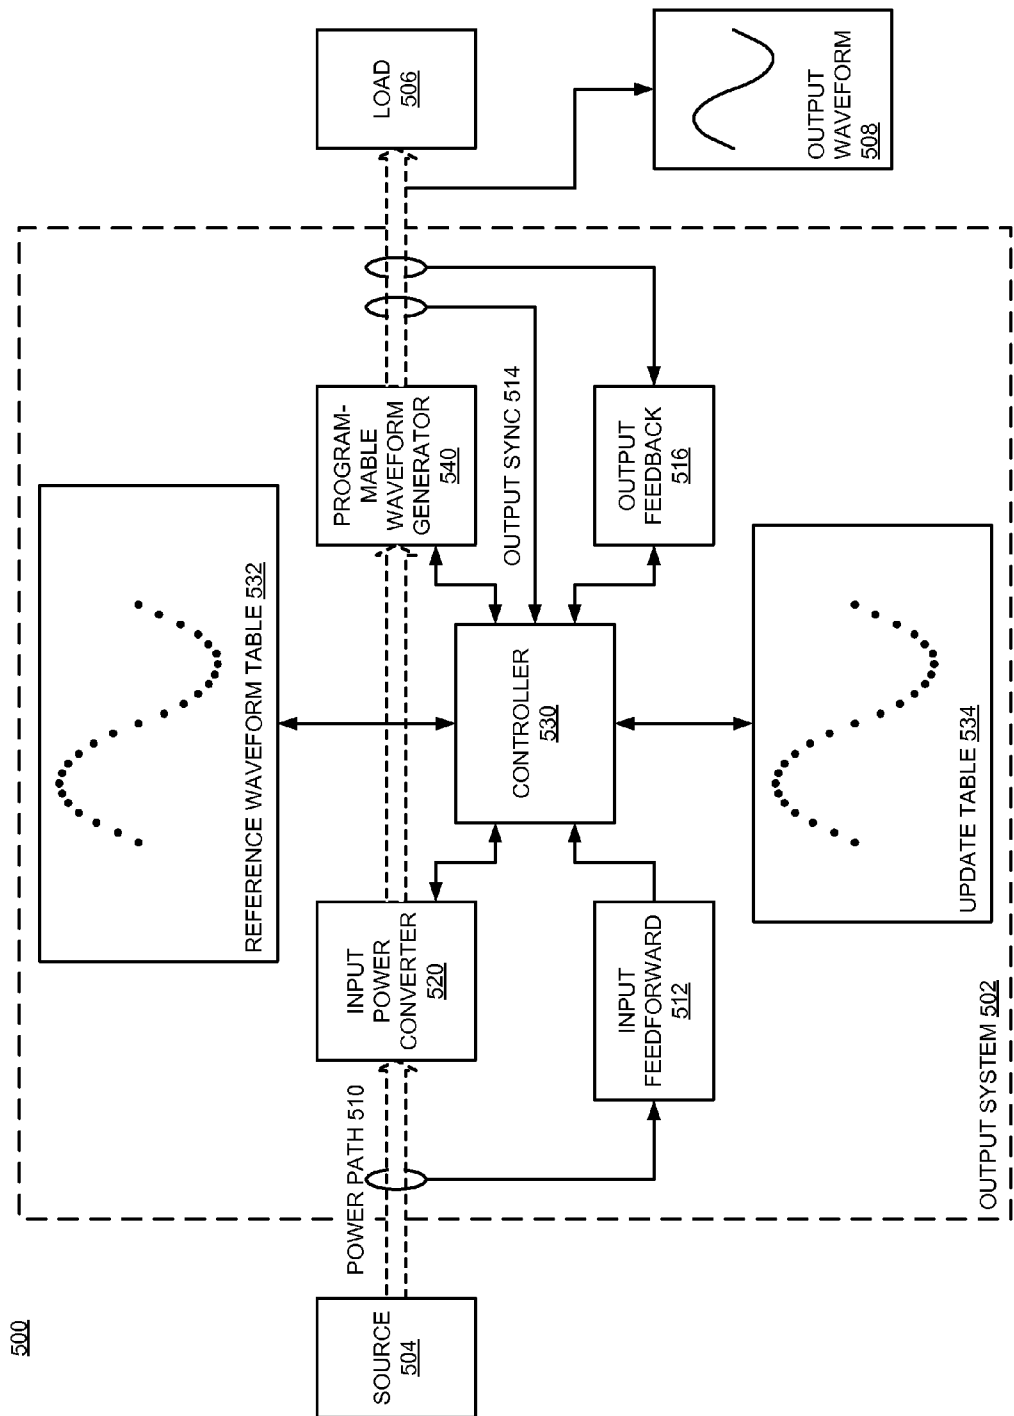 500
REFERENCE WAVEFORM TABLE 532
SOURCE
504
POWER PATH 510
INPUT
POWER
CONVERTER
520
PROGRAM-
MABLE
WAVEFORM
GENERATOR
540
LOAD
506
OUTPUT SYNC 514
CONTROLLER
530
INPUT
FEEDFORWARD
512
OUTPUT
FEEDBACK
516
OUTPUT
WAVEFORM
508
UPDATE TABLE 534
OUTPUT SYSTEM 502